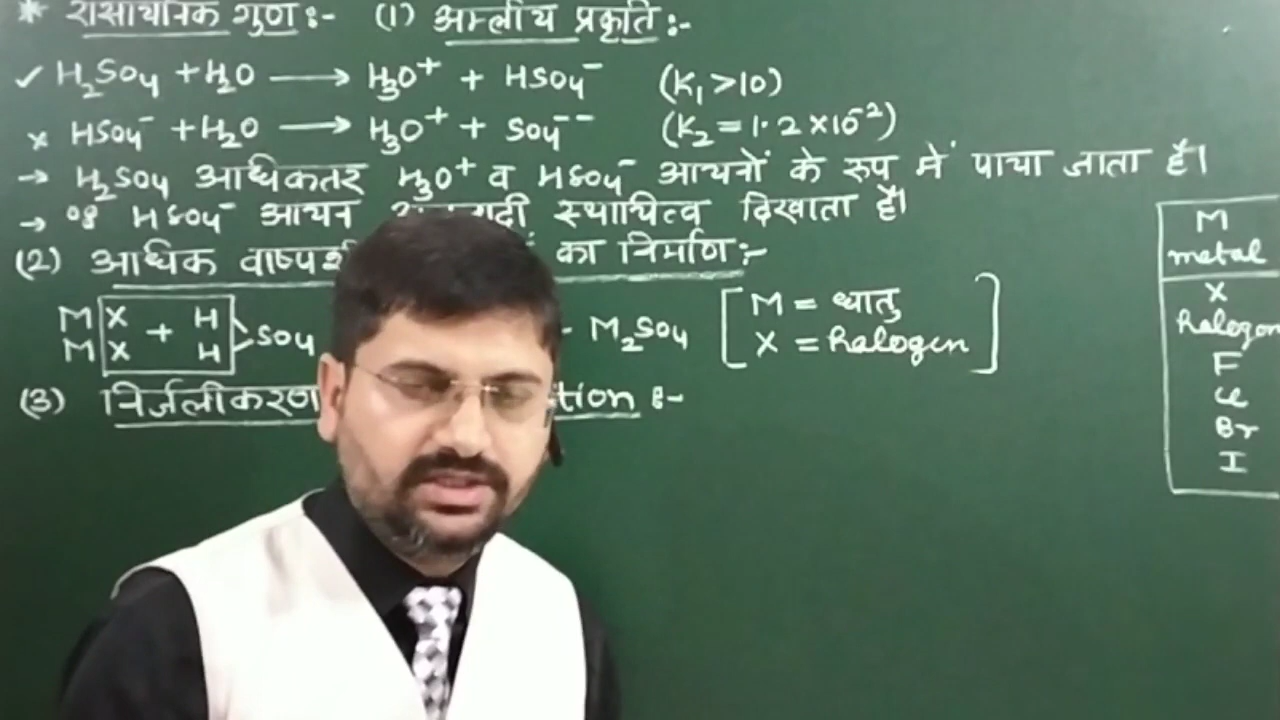 * रासायनिक गुण :- (1) अम्लीय प्रकृति :-
✓ H₂SO₄ + H₂O ⟶ H₃O⁺ + HSO₄⁻ (K₁ > 10)
× HSO₄⁻ + H₂O ⟶ H₃O⁺ + SO₄⁻⁻ (K₂ = 1.2 × 10⁻²)
→ H₂SO₄ अधिकतर H₃O⁺ व HSO₄⁻ आयनों के रूप में पाया जाता है।
→ HSO₄⁻ आयन स्थायित्व दिखाता है।
(2) अधिक का निर्माण :-
M X + H
M X H SO₄ - M₂SO₄ [M = धातु
X = halogen]
(3) निर्जलीकरण tion :-
M
metal
X
halogen
F
Cl
Br
I